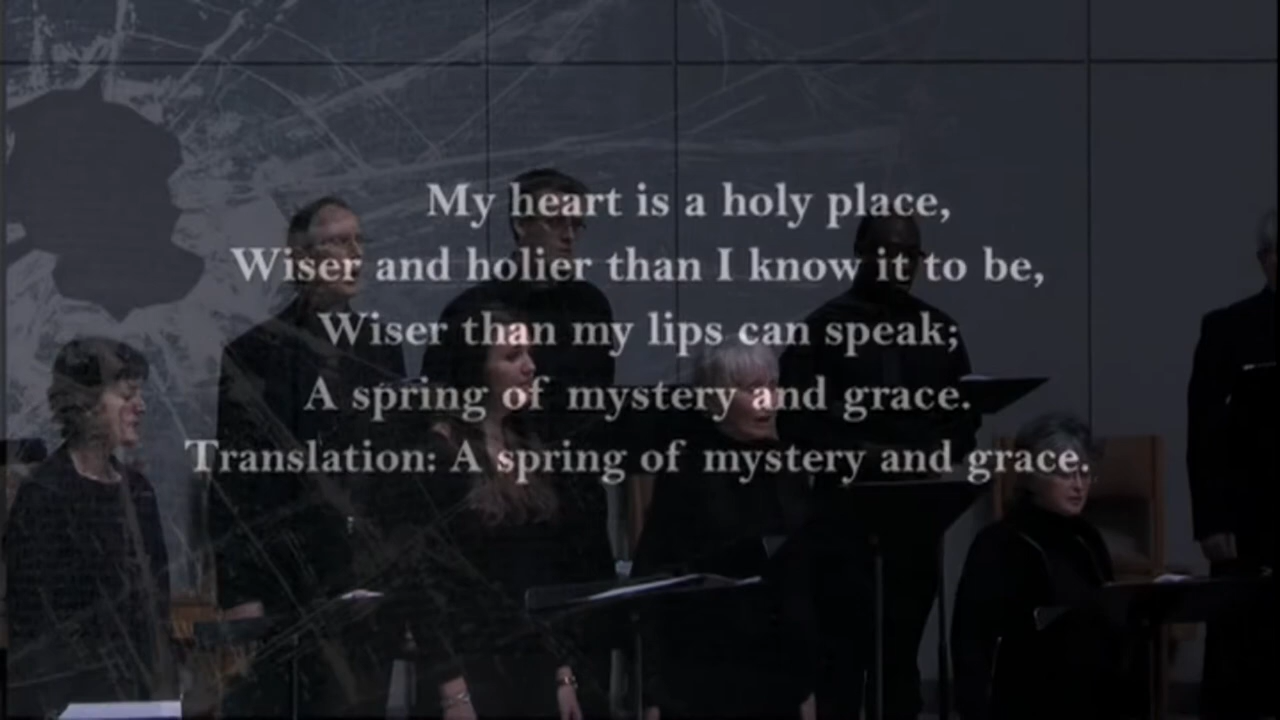 My heart is a holy place,
Wiser and holier than I know it to be,
Wiser than my lips can speak;
A spring of mystery and grace.
Translation: A spring of mystery and grace.